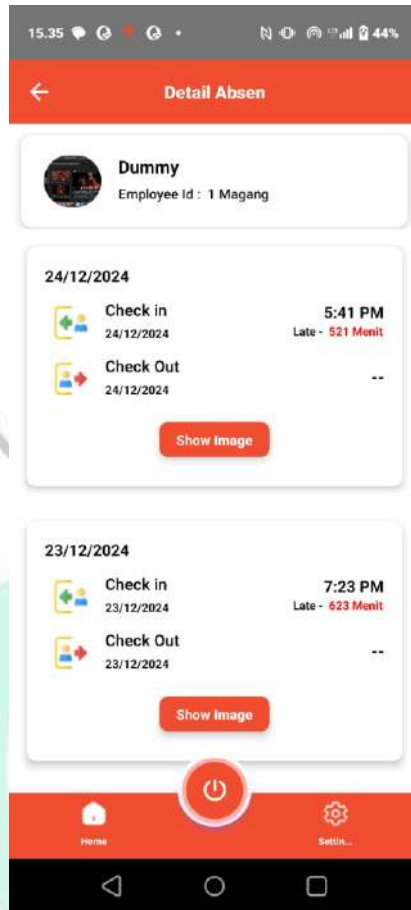 15.35 44%
Detail Absen
Dummy
Employee Id : 1 Magang
24/12/2024
Check in 5:41 PM
24/12/2024 Late - 521 Menit
Check Out --
24/12/2024
Show Image
23/12/2024
Check in 7:23 PM
23/12/2024 Late - 623 Menit
Check Out --
23/12/2024
Show Image
Home Settin...